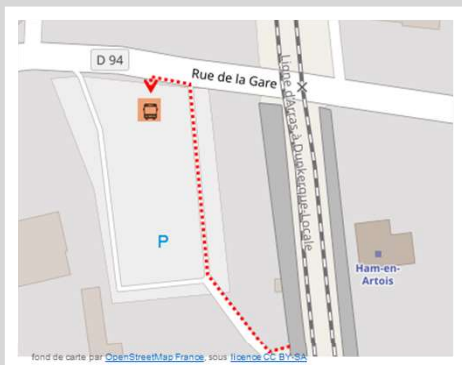 D 94
Rue de la Gare
Ligne d'Arras à Dunkerque-Locale
P
Ham-en-
Artois
fond de carte par OpenStreetMap France, sous licence CC BY-SA